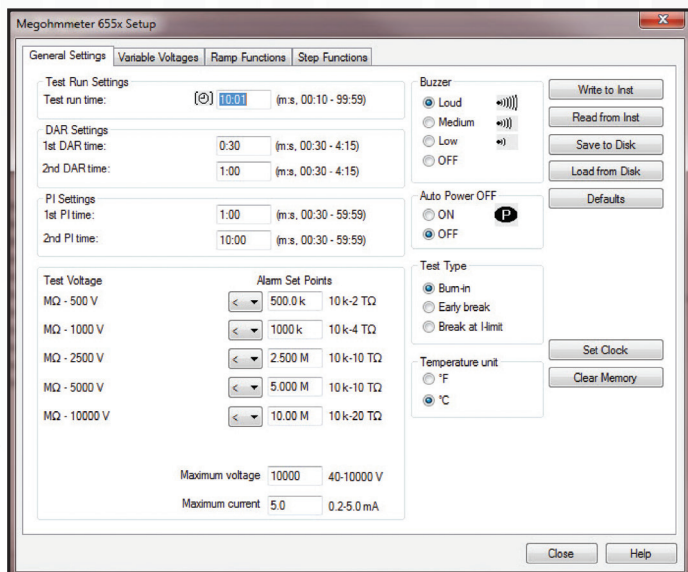 Megohmmeter 655x Setup
General Settings Variable Voltages Ramp Functions Step Functions
Test Run Settings
Test run time: 10:01 (m:s, 00:10 - 99:59)
DAR Settings
1st DAR time: 0:30 (m:s, 00:30 - 4:15)
2nd DAR time: 1:00 (m:s, 00:30 - 4:15)
PI Settings
1st PI time: 1:00 (m:s, 00:30 - 59:59)
2nd PI time: 10:00 (m:s, 00:30 - 59:59)
Test Voltage Alarm Set Points
MΩ - 500 V < 500.0 k 10 k-2 TΩ
MΩ - 1000 V < 1000 k 10 k-4 TΩ
MΩ - 2500 V < 2.500 M 10 k-10 TΩ
MΩ - 5000 V < 5.000 M 10 k-10 TΩ
MΩ - 10000 V < 10.00 M 10 k-20 TΩ
Maximum voltage 10000 40-10000 V
Maximum current 5.0 0.2-5.0 mA
Buzzer
Loud
Medium
Low
OFF
Auto Power OFF
ON P
OFF
Test Type
Burn-in
Early break
Break at I-limit
Temperature unit
°F
°C
Write to Inst
Read from Inst
Save to Disk
Load from Disk
Defaults
Set Clock
Clear Memory
Close Help